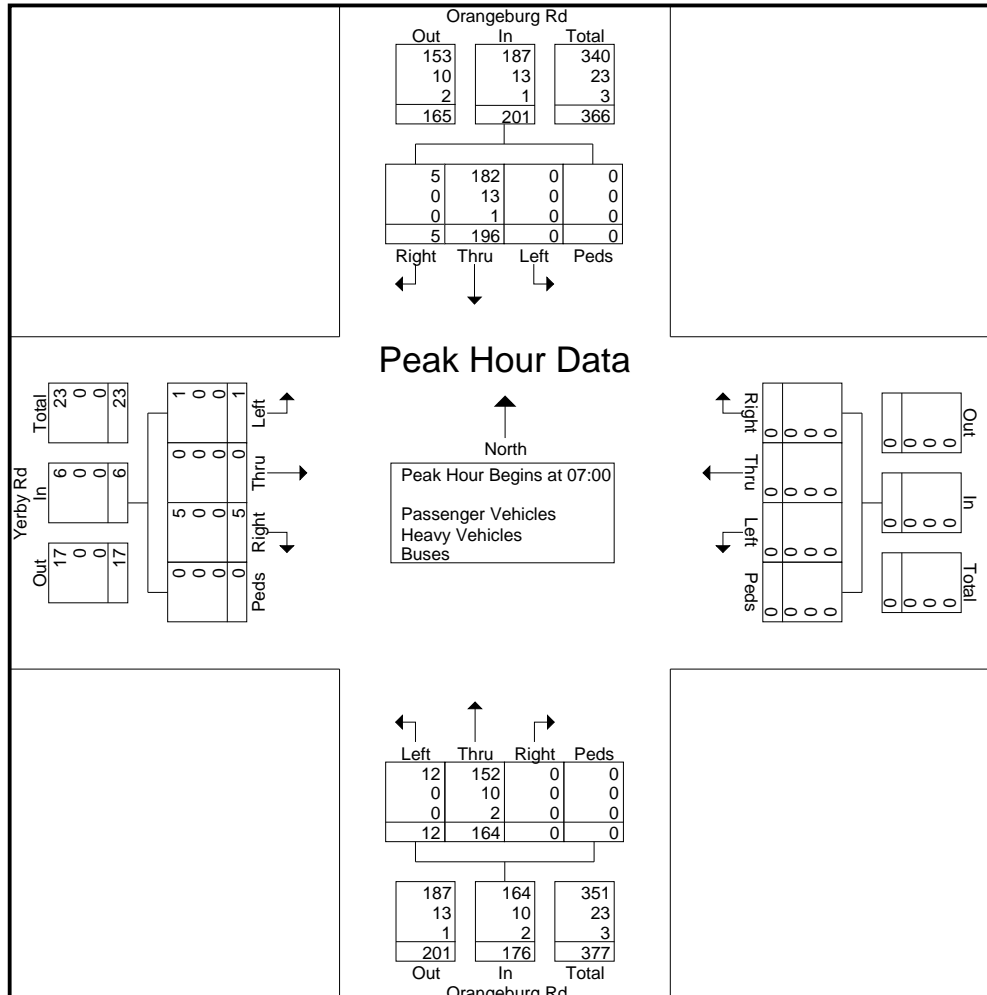 Orangeburg Rd
Out In Total
153 187 340
10 13 23
2 1 3
165 201 366
5 182 0 0
0 13 0 0
0 1 0 0
5 196 0 0
Right Thru Left Peds
Peak Hour Data
North
Peak Hour Begins at 07:00
Passenger Vehicles
Heavy Vehicles
Buses
Yerby Rd
Out In Total
17 6 23
0 0 0
0 0 0
17 6 23
Peds Right Thru Left
0 5 0 1
0 0 0 0
0 0 0 0
0 5 0 1
Right Thru Left Peds
0 0 0 0
0 0 0 0
0 0 0 0
0 0 0 0
Out In Total
0 0 0
0 0 0
0 0 0
0 0 0
Left Thru Right Peds
12 152 0 0
0 10 0 0
0 2 0 0
12 164 0 0
187 164 351
13 10 23
1 2 3
201 176 377
Out In Total
Orangeburg Rd